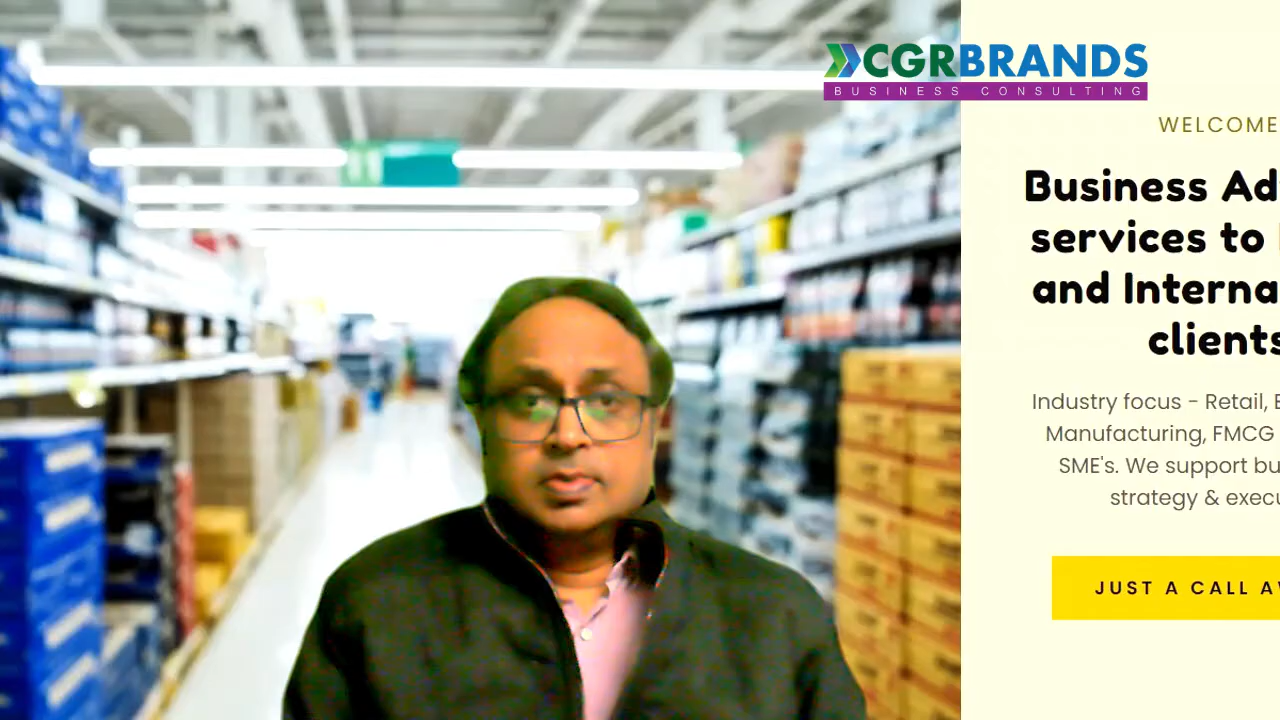 CGRBRANDS
BUSINESS CONSULTING
WELCOME
Business Ad
services to
and Interna
clients
Industry focus - Retail, E
Manufacturing, FMCG
SME's. We support bu
strategy & execu
JUST A CALL AV